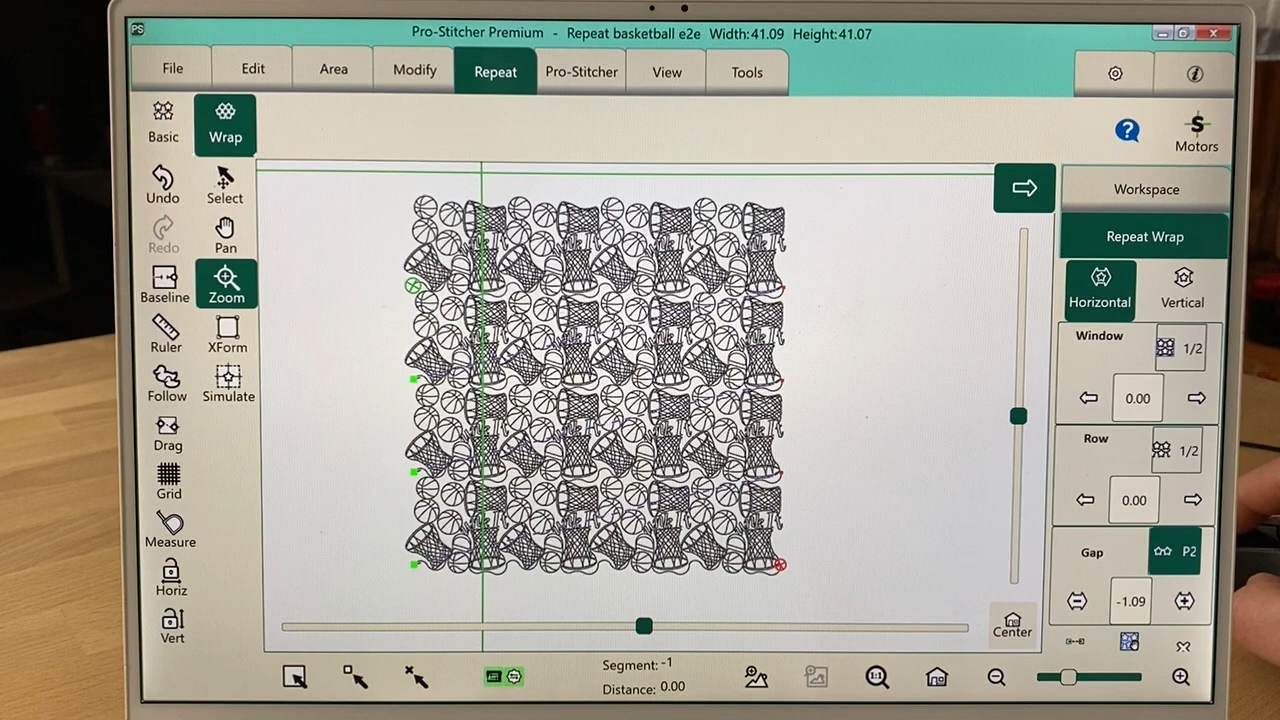 PS
Pro-Stitcher Premium - Repeat basketball e2e Width:41.09 Height:41.07
File
Edit
Area
Modify
Repeat
Pro-Stitcher
View
Tools
Basic
Wrap
Motors
Undo
Select
Redo
Pan
Baseline
Zoom
Ruler
XForm
Follow
Simulate
Drag
Grid
Measure
Horiz
Vert
Workspace
Repeat Wrap
Horizontal
Vertical
Window
1/2
0.00
Row
1/2
0.00
Gap
P2
-1.09
Center
Segment: -1
Distance: 0.00
1:1